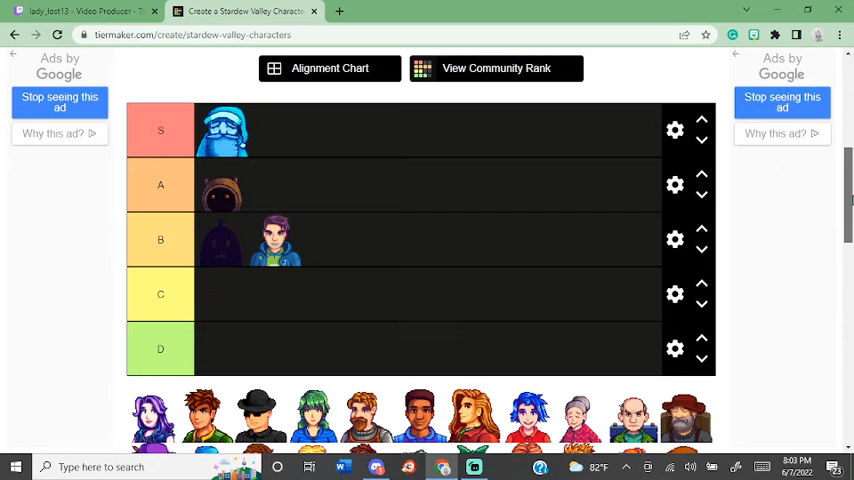 lady_lost13 - Video Producer - T
Create a Stardew Valley Characte
tiermaker.com/create/stardew-valley-characters
Ads by
Google
Stop seeing this
ad
Why this ad?
Alignment Chart
View Community Rank
Ads by
Google
Stop seeing this
ad
Why this ad?
S
A
B
C
D
Type here to search
82°F
8:03 PM
6/7/2022
23